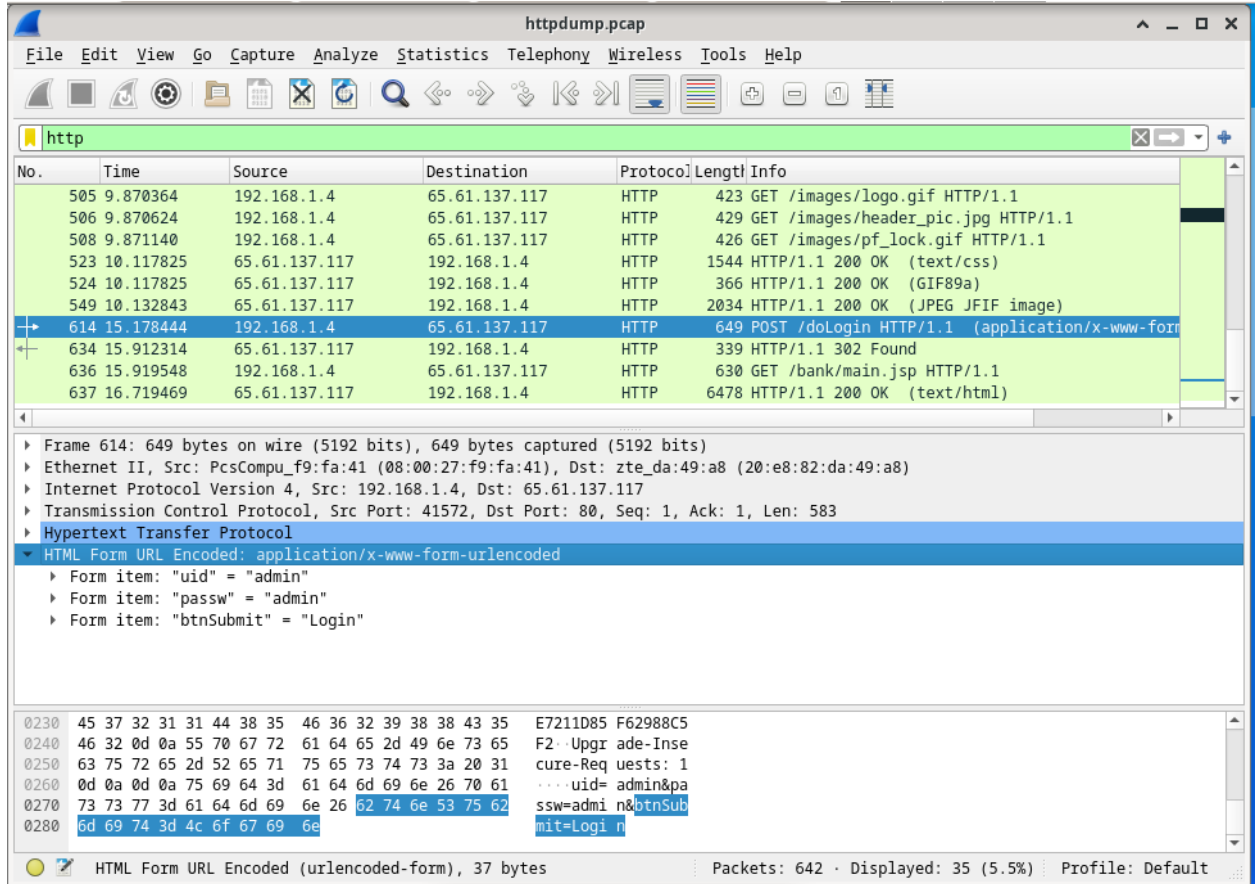 httpdump.pcap
File Edit View Go Capture Analyze Statistics Telephony Wireless Tools Help
http
No. Time Source Destination Protocol Length Info
505 9.870364 192.168.1.4 65.61.137.117 HTTP 423 GET /images/logo.gif HTTP/1.1
506 9.870624 192.168.1.4 65.61.137.117 HTTP 429 GET /images/header_pic.jpg HTTP/1.1
508 9.871140 192.168.1.4 65.61.137.117 HTTP 426 GET /images/pf_lock.gif HTTP/1.1
523 10.117825 65.61.137.117 192.168.1.4 HTTP 1544 HTTP/1.1 200 OK (text/css)
524 10.117825 65.61.137.117 192.168.1.4 HTTP 366 HTTP/1.1 200 OK (GIF89a)
549 10.132843 65.61.137.117 192.168.1.4 HTTP 2034 HTTP/1.1 200 OK (JPEG JFIF image)
614 15.178444 192.168.1.4 65.61.137.117 HTTP 649 POST /doLogin HTTP/1.1 (application/x-www-form
634 15.912314 65.61.137.117 192.168.1.4 HTTP 339 HTTP/1.1 302 Found
636 15.919548 192.168.1.4 65.61.137.117 HTTP 630 GET /bank/main.jsp HTTP/1.1
637 16.719469 65.61.137.117 192.168.1.4 HTTP 6478 HTTP/1.1 200 OK (text/html)
Frame 614: 649 bytes on wire (5192 bits), 649 bytes captured (5192 bits)
Ethernet II, Src: PcsCompu_f9:fa:41 (08:00:27:f9:fa:41), Dst: zte_da:49:a8 (20:e8:82:da:49:a8)
Internet Protocol Version 4, Src: 192.168.1.4, Dst: 65.61.137.117
Transmission Control Protocol, Src Port: 41572, Dst Port: 80, Seq: 1, Ack: 1, Len: 583
Hypertext Transfer Protocol
HTML Form URL Encoded: application/x-www-form-urlencoded
Form item: "uid" = "admin"
Form item: "passw" = "admin"
Form item: "btnSubmit" = "Login"
0230 45 37 32 31 31 44 38 35 46 36 32 39 38 38 43 35 E7211D85 F62988C5
0240 46 32 0d 0a 55 70 67 72 61 64 65 2d 49 6e 73 65 F2··Upgr ade-Inse
0250 63 75 72 65 2d 52 65 71 75 65 73 74 73 3a 20 31 cure-Req uests: 1
0260 0d 0a 0d 0a 75 69 64 3d 61 64 6d 69 6e 26 70 61 ····uid= admin&pa
0270 73 73 77 3d 61 64 6d 69 6e 26 62 74 6e 53 75 62 ssw=admi n&btnSub
0280 6d 69 74 3d 4c 6f 67 69 6e mit=Logi n
HTML Form URL Encoded (urlencoded-form), 37 bytes Packets: 642 · Displayed: 35 (5.5%) Profile: Default